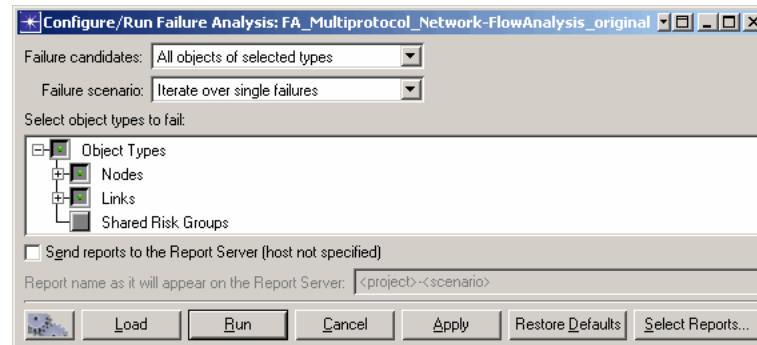 Configure/Run Failure Analysis: FA_Multiprotocol_Network-FlowAnalysis_original
Failure candidates: All objects of selected types
Failure scenario: Iterate over single failures
Select object types to fail:
Object Types
Nodes
Links
Shared Risk Groups
Send reports to the Report Server (host not specified)
Report name as it will appear on the Report Server: <project>-<scenario>
Load Run Cancel Apply Restore Defaults Select Reports...